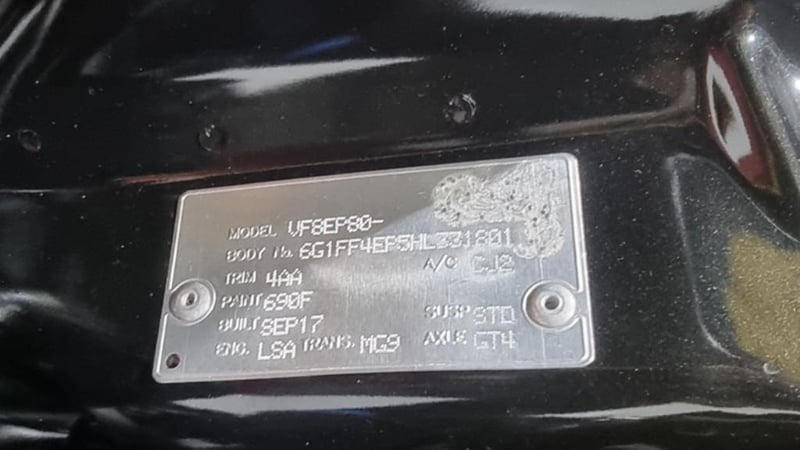 MODEL VF8EP80-
BODY No. 6G1FF4EP5HL331801
TRIM 4AA A/C CJ2
PAINT 690F
BUILT SEP17 SUSP STD
ENG. LSA TRANS. MG9 AXLE GT4